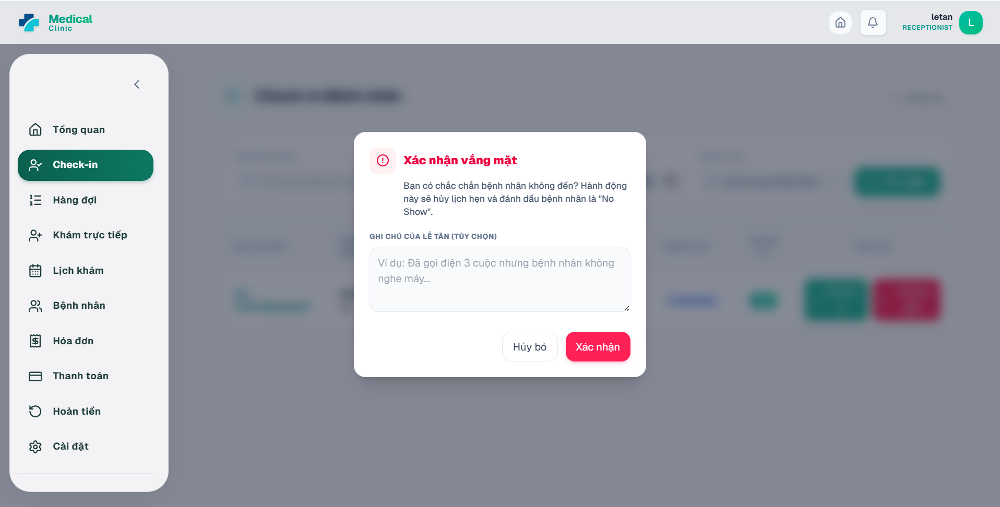 Medical
Clinic
letan
RECEPTIONIST
L
Tổng quan
Check-in
Hàng đợi
Khám trực tiếp
Lịch khám
Bệnh nhân
Hóa đơn
Thanh toán
Hoàn tiền
Cài đặt
Xác nhận vắng mặt
Bạn có chắc chắn bệnh nhân không đến? Hành động
này sẽ hủy lịch hẹn và đánh dấu bệnh nhân là "No
Show".
GHI CHÚ CỦA LỄ TÂN (TÙY CHỌN)
Ví dụ: Đã gọi điện 3 cuộc nhưng bệnh nhân không
nghe máy...
Hủy bỏ
Xác nhận